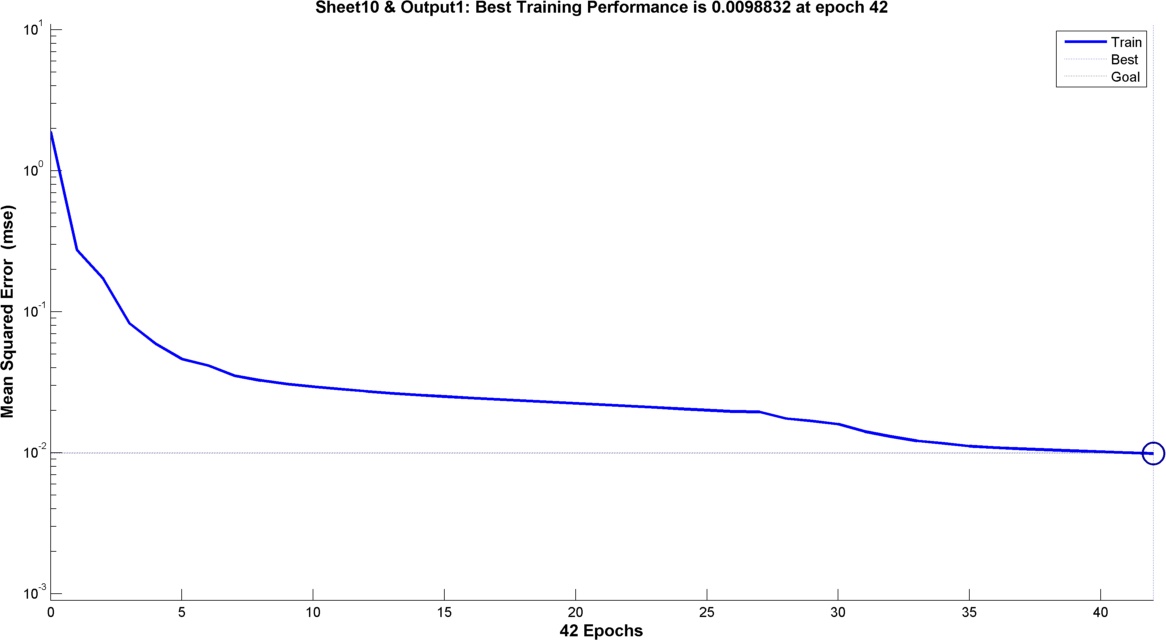 Sheet10 & Output1: Best Training Performance is 0.0098832 at epoch 42
Train
Best
Goal
Mean Squared Error (mse)
10^1
10^0
10^-1
10^-2
10^-3
0 5 10 15 20 25 30 35 40
42 Epochs